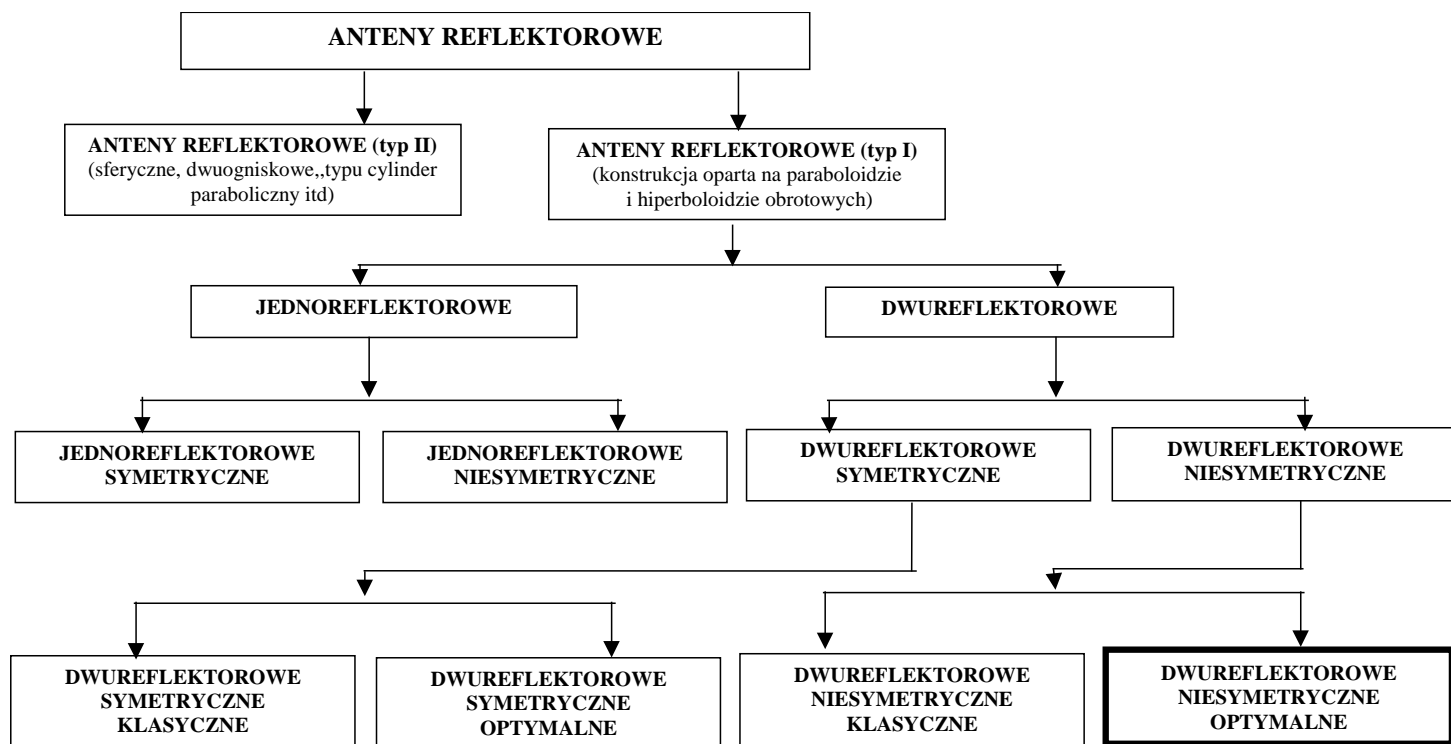 ANTENY REFLEKTOROWE
ANTENY REFLEKTOROWE (typ II)
(sferyczne, dwuogniskowe,,typu cylinder
paraboliczny itd)
ANTENY REFLEKTOROWE (typ I)
(konstrukcja oparta na paraboloidzie
i hiperboloidzie obrotowych)
JEDNOREFLEKTOROWE
DWUREFLEKTOROWE
JEDNOREFLEKTOROWE
SYMETRYCZNE
JEDNOREFLEKTOROWE
NIESYMETRYCZNE
DWUREFLEKTOROWE
SYMETRYCZNE
DWUREFLEKTOROWE
NIESYMETRYCZNE
DWUREFLEKTOROWE
SYMETRYCZNE
KLASYCZNE
DWUREFLEKTOROWE
SYMETRYCZNE
OPTYMALNE
DWUREFLEKTOROWE
NIESYMETRYCZNE
KLASYCZNE
DWUREFLEKTOROWE
NIESYMETRYCZNE
OPTYMALNE